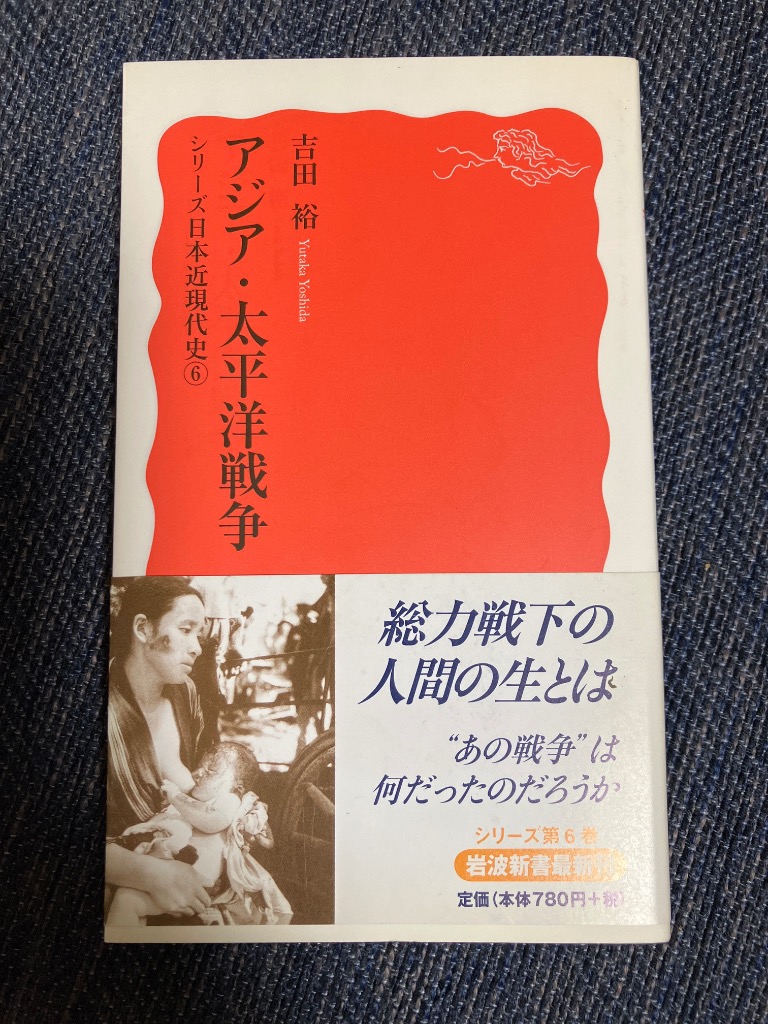 吉田 裕 Yutaka Yoshida
アジア・太平洋戦争
シリーズ日本近現代史⑥
総力戦下の
人間の生とは
“あの戦争”は
何だったのだろうか
シリーズ第6巻
岩波新書最新刊
定価(本体780円+税)